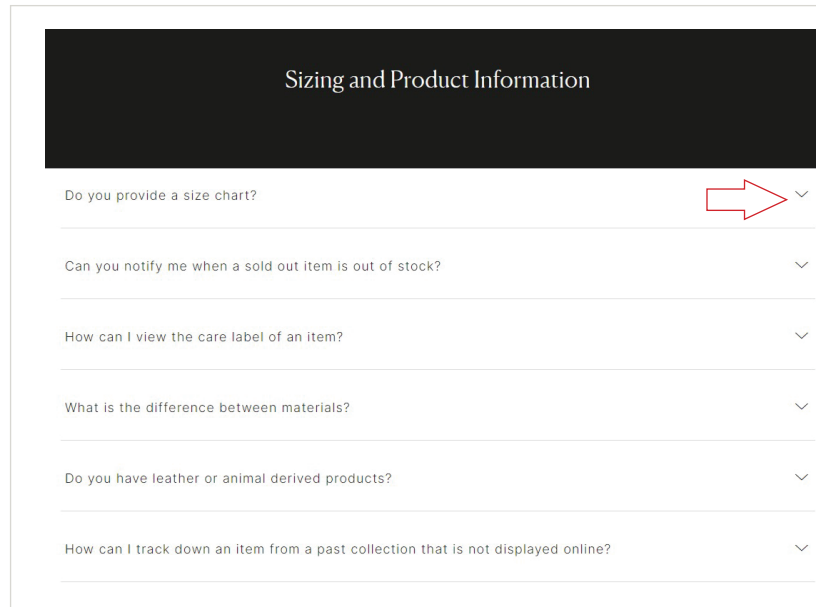 Sizing and Product Information
Do you provide a size chart?
Can you notify me when a sold out item is out of stock?
How can I view the care label of an item?
What is the difference between materials?
Do you have leather or animal derived products?
How can I track down an item from a past collection that is not displayed online?